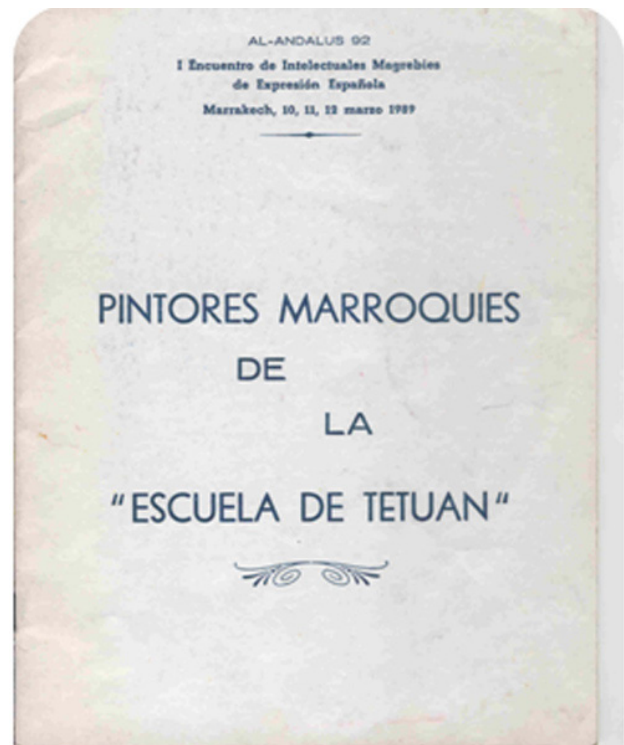 AL-ANDALUS 92
I Encuentro de Intelectuales Magrebíes
de Expresión Española
Marrakech, 10, 11, 12 marzo 1989
PINTORES MARROQUIES
DE
LA
"ESCUELA DE TETUAN"